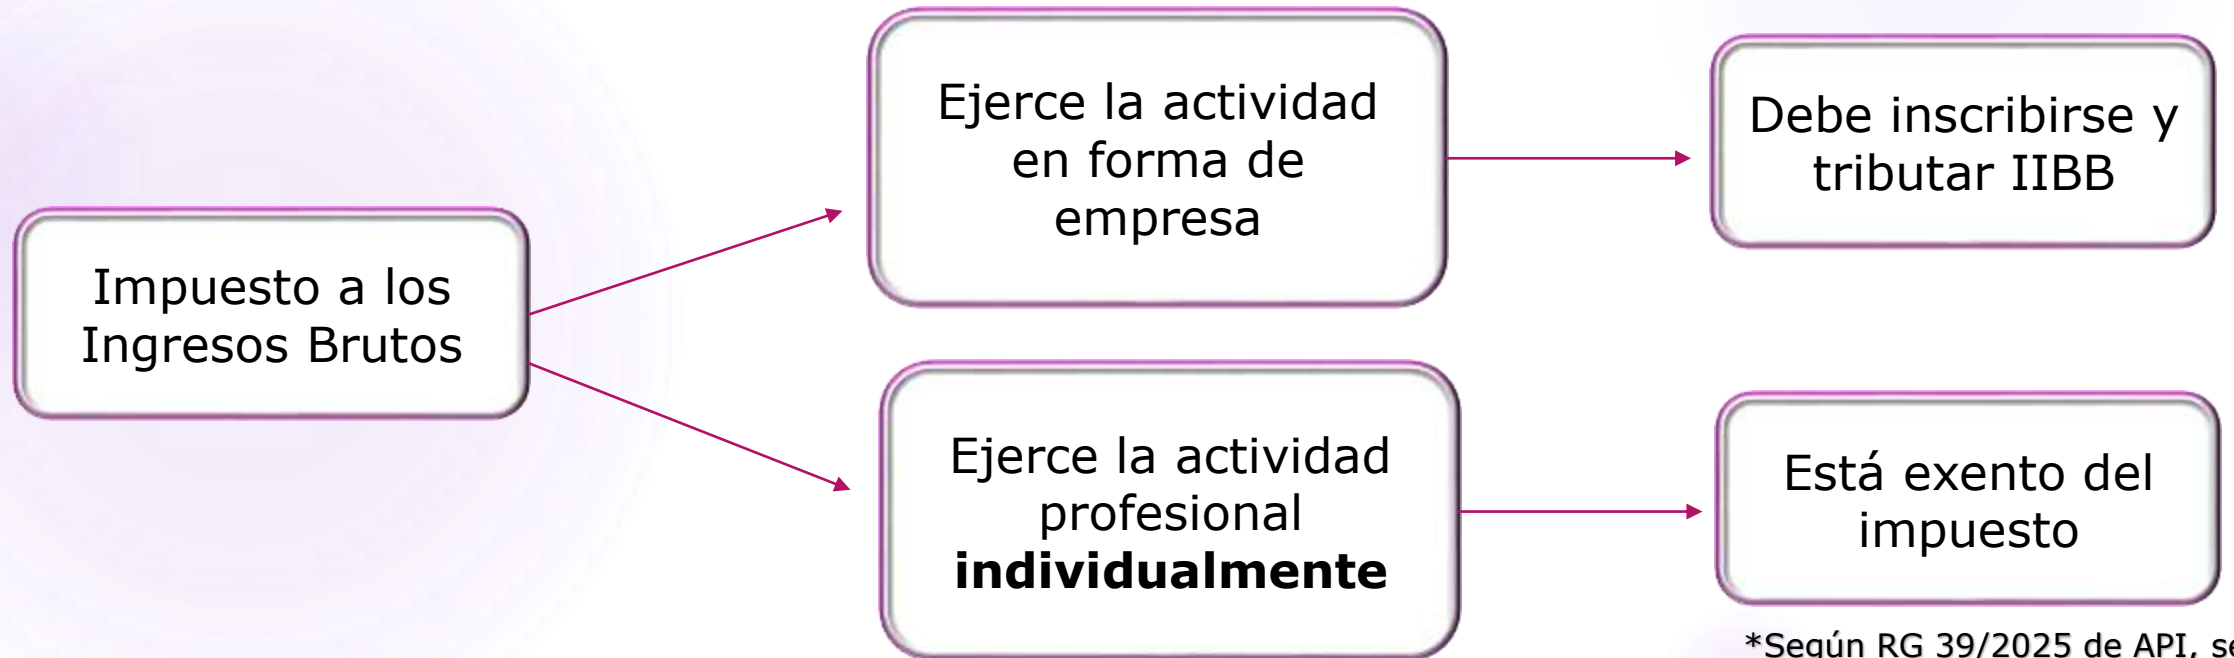 Impuesto a los
Ingresos Brutos
Ejerce la actividad
en forma de
empresa
Debe inscribirse y
tributar IIBB
Ejerce la actividad
profesional
individualmente
Está exento del
impuesto
*Según RG 39/2025 de API, se